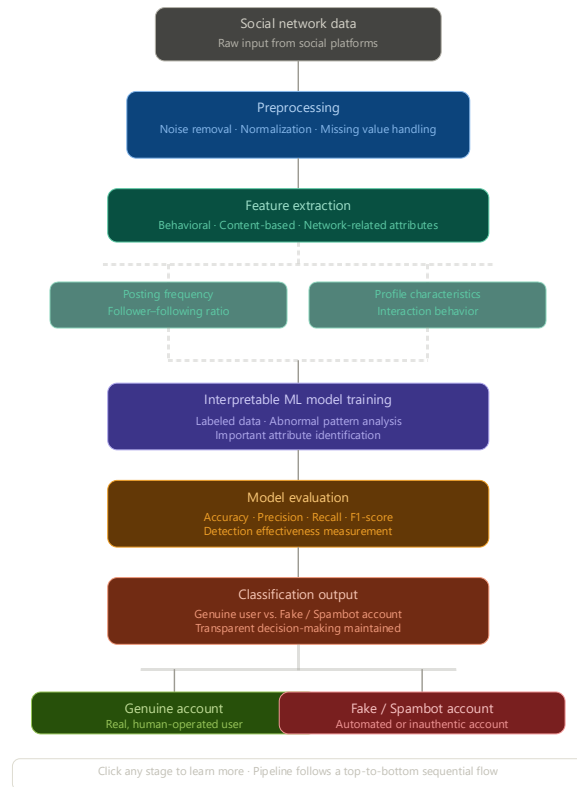 Social network data
Raw input from social platforms
Preprocessing
Noise removal · Normalization · Missing value handling
Feature extraction
Behavioral · Content-based · Network-related attributes
Posting frequency
Follower–following ratio
Profile characteristics
Interaction behavior
Interpretable ML model training
Labeled data · Abnormal pattern analysis
Important attribute identification
Model evaluation
Accuracy · Precision · Recall · F1-score
Detection effectiveness measurement
Classification output
Genuine user vs. Fake / Spambot account
Transparent decision-making maintained
Genuine account
Real, human-operated user
Fake / Spambot account
Automated or inauthentic account
Click any stage to learn more · Pipeline follows a top-to-bottom sequential flow